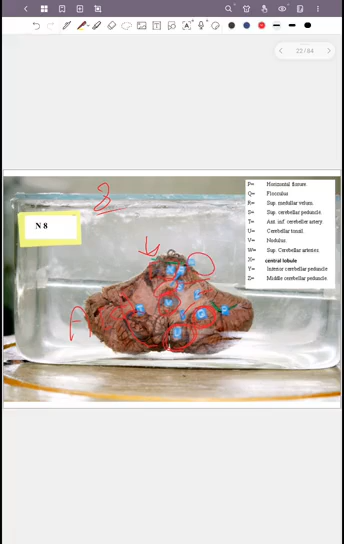 22 / 84
N 8
P= Horizontal fissure
Q= Flocculus
R= Sup. medullar velum.
S= Sup. cerebellar peduncle.
T= Ant. inf. cerebeller artery.
U= Cerebellar tonsil.
V= Nodulus
W= Sup. Cerebellar arteries.
X= central lobule
Y= Inferior cerebellar peduncle
Z= Middle cerebellar peduncle.